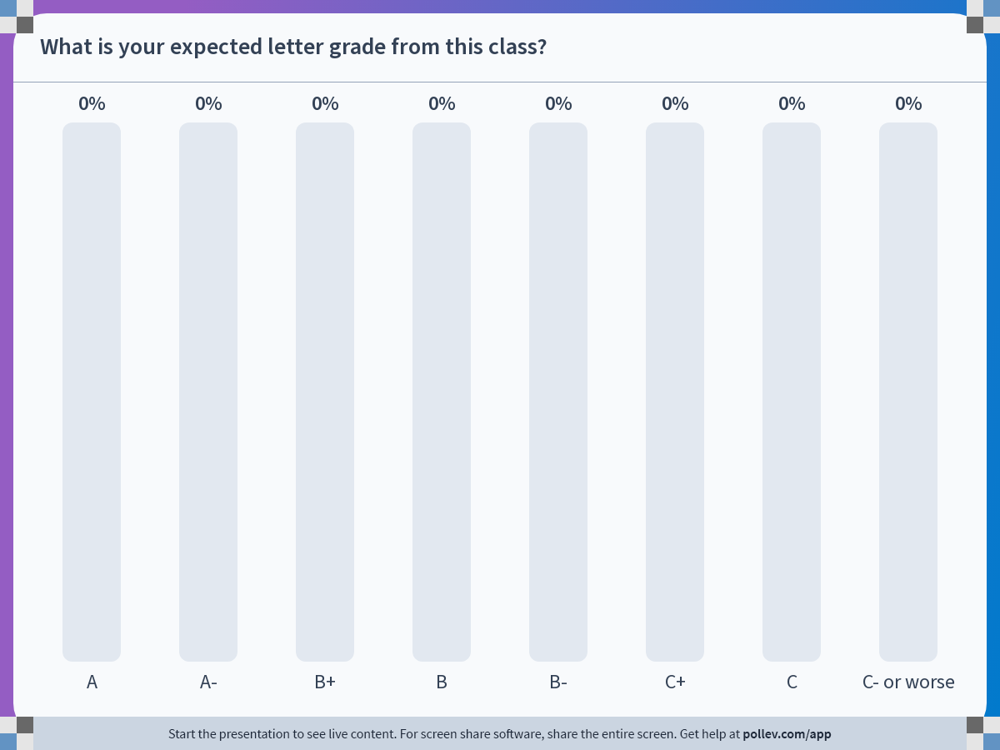 What is your expected letter grade from this class?
0% 0% 0% 0% 0% 0% 0% 0%
A A- B+ B B- C+ C C- or worse
Start the presentation to see live content. For screen share software, share the entire screen. Get help at pollev.com/app